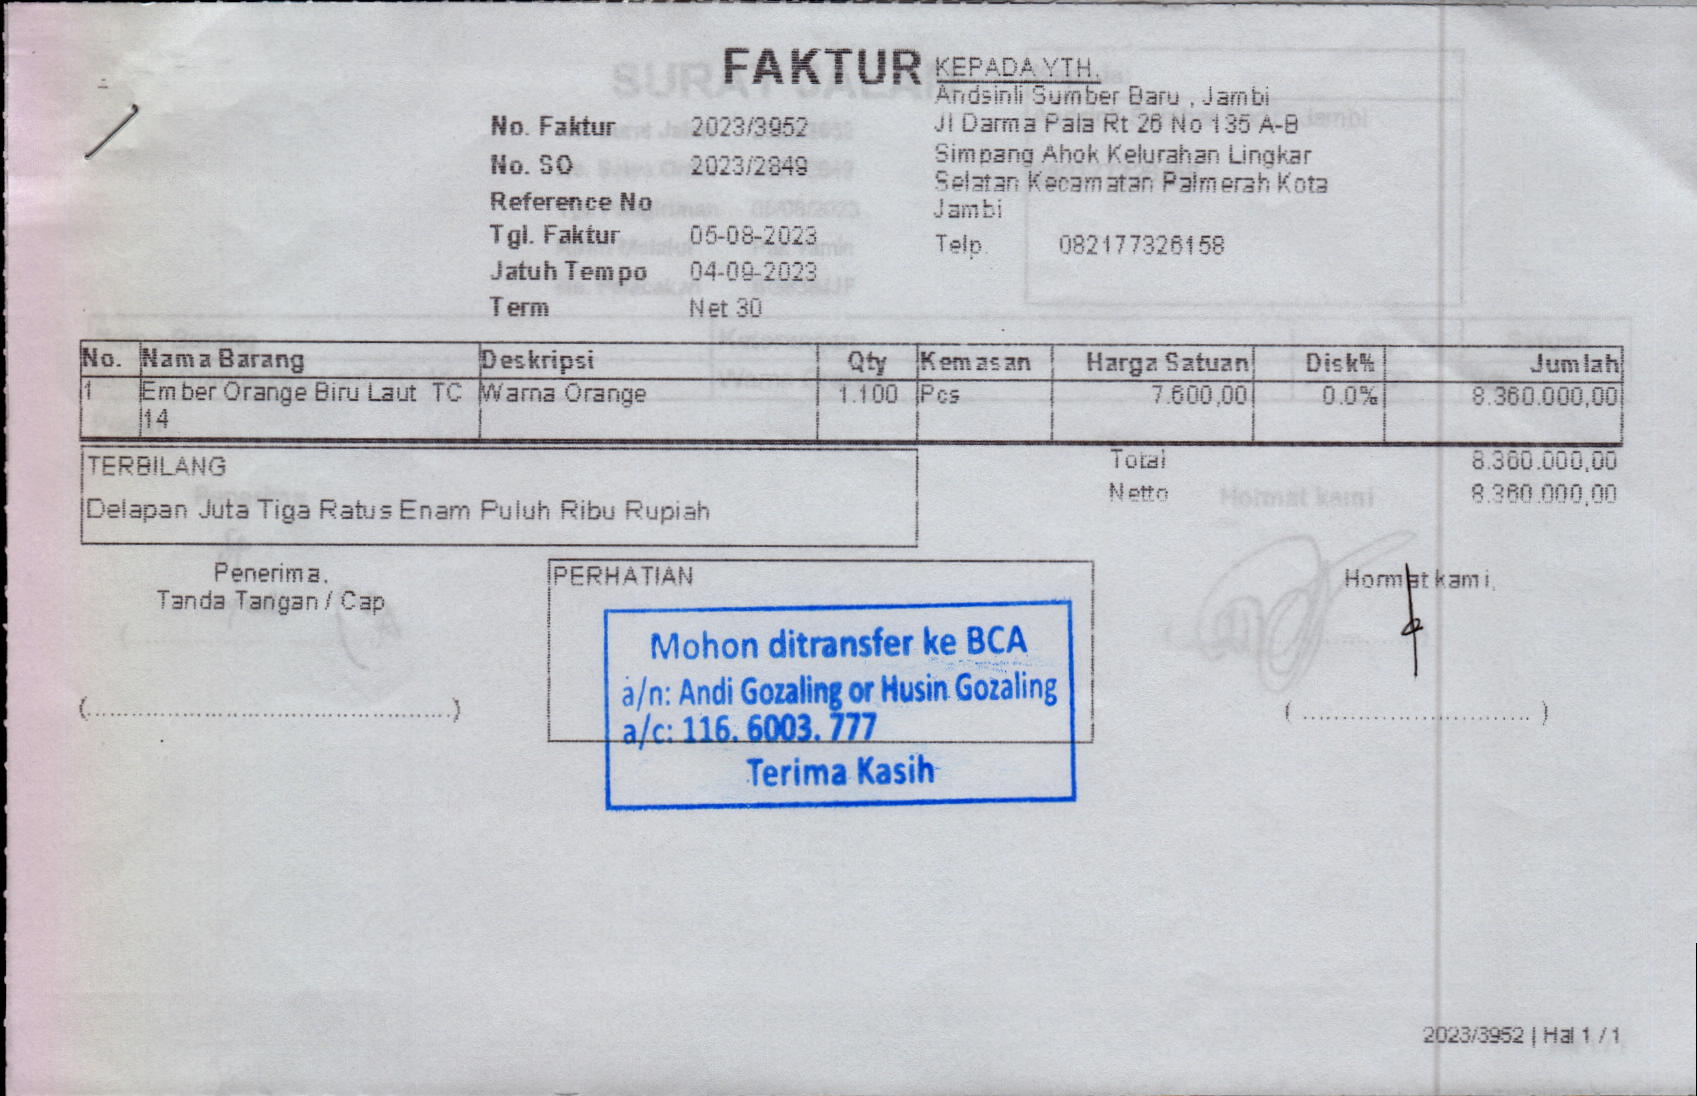 FAKTUR
KEPADA YTH.
Andsinli Sumber Baru , Jambi
Jl Darma Pala Rt 26 No 135 A-B
Simpang Ahok Kelurahan Lingkar
Selatan Kecamatan Palmerah Kota
Jambi
Telp. 082177326158
No. Faktur 2023/3952
No. SO 2023/2849
Reference No
Tgl. Faktur 05-08-2023
Jatuh Tempo 04-09-2023
Term Net 30
No. Nama Barang Deskripsi Qty Kemasan Harga Satuan Disk% Jumlah
1 Ember Orange Biru Laut TC Warna Orange 1.100 Pcs 7.600,00 0.0% 8.360.000,00
14
TERBILANG
Delapan Juta Tiga Ratus Enam Puluh Ribu Rupiah
Total 8.360.000,00
Netto 8.360.000,00
Penerima,
Tanda Tangan / Cap
(............................................)
PERHATIAN
Mohon ditransfer ke BCA
a/n: Andi Gozaling or Husin Gozaling
a/c: 116. 6003. 777
Terima Kasih
Hormat kami,
( ............................ )
2023/3952 | Hal 1 / 1